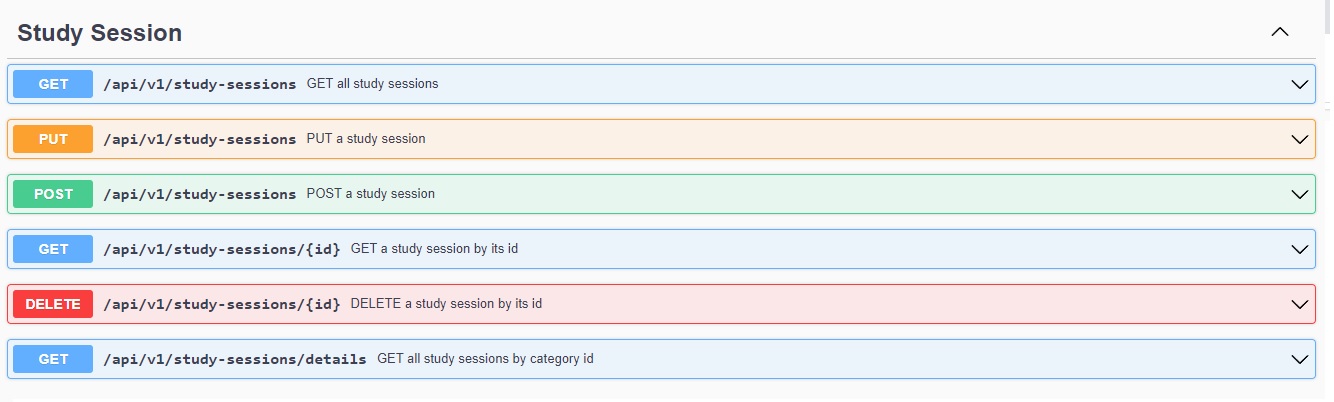 Study Session
GET /api/v1/study-sessions GET all study sessions
PUT /api/v1/study-sessions PUT a study session
POST /api/v1/study-sessions POST a study session
GET /api/v1/study-sessions/{id} GET a study session by its id
DELETE /api/v1/study-sessions/{id} DELETE a study session by its id
GET /api/v1/study-sessions/details GET all study sessions by category id